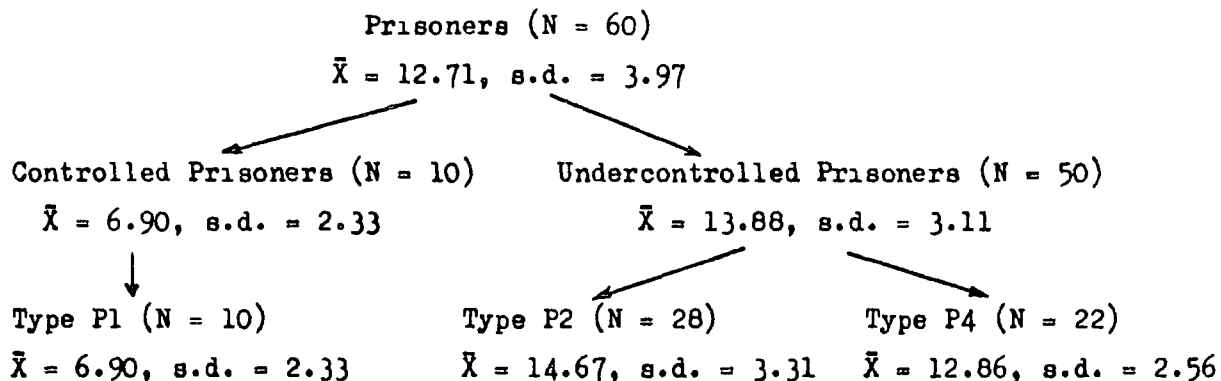 Prisoners (N = 60)
X̄ = 12.71, s.d. = 3.97
Controlled Prisoners (N = 10) Undercontrolled Prisoners (N = 50)
X̄ = 6.90, s.d. = 2.33 X̄ = 13.88, s.d. = 3.11
Type P1 (N = 10) Type P2 (N = 28) Type P4 (N = 22)
X̄ = 6.90, s.d. = 2.33 X̄ = 14.67, s.d. = 3.31 X̄ = 12.86, s.d. = 2.56